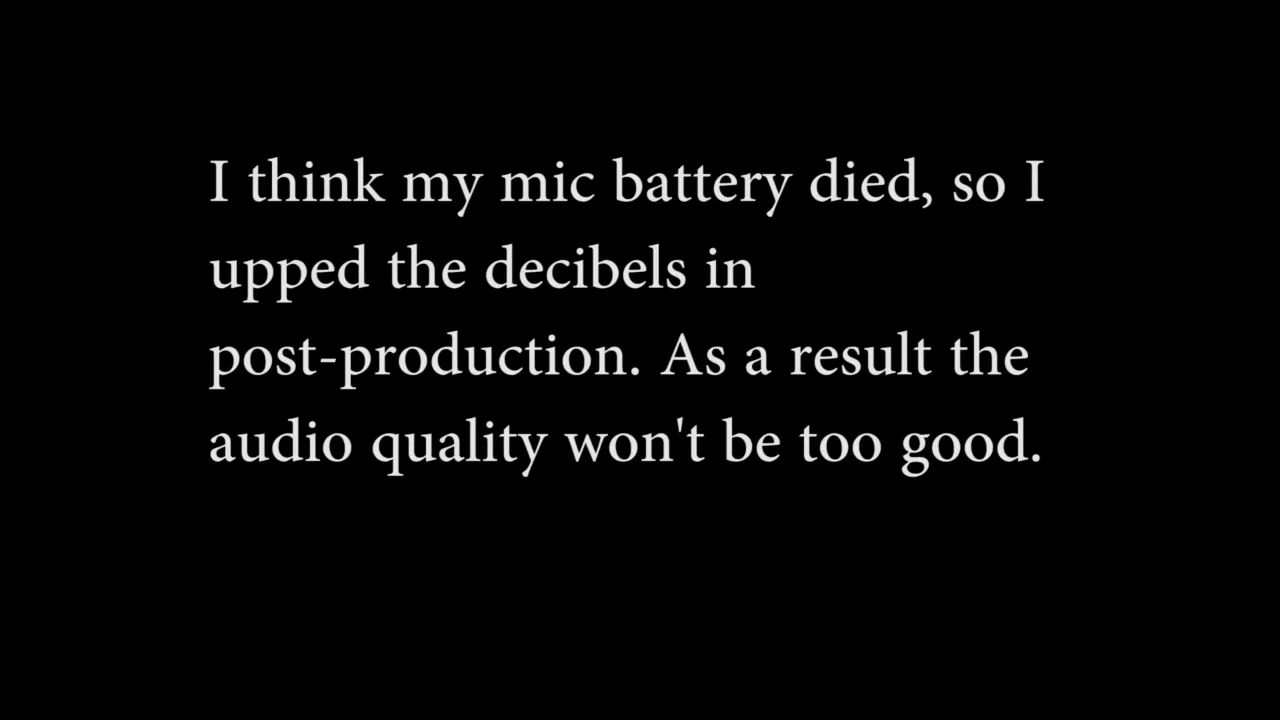 I think my mic battery died, so I
upped the decibels in
post-production. As a result the
audio quality won't be too good.